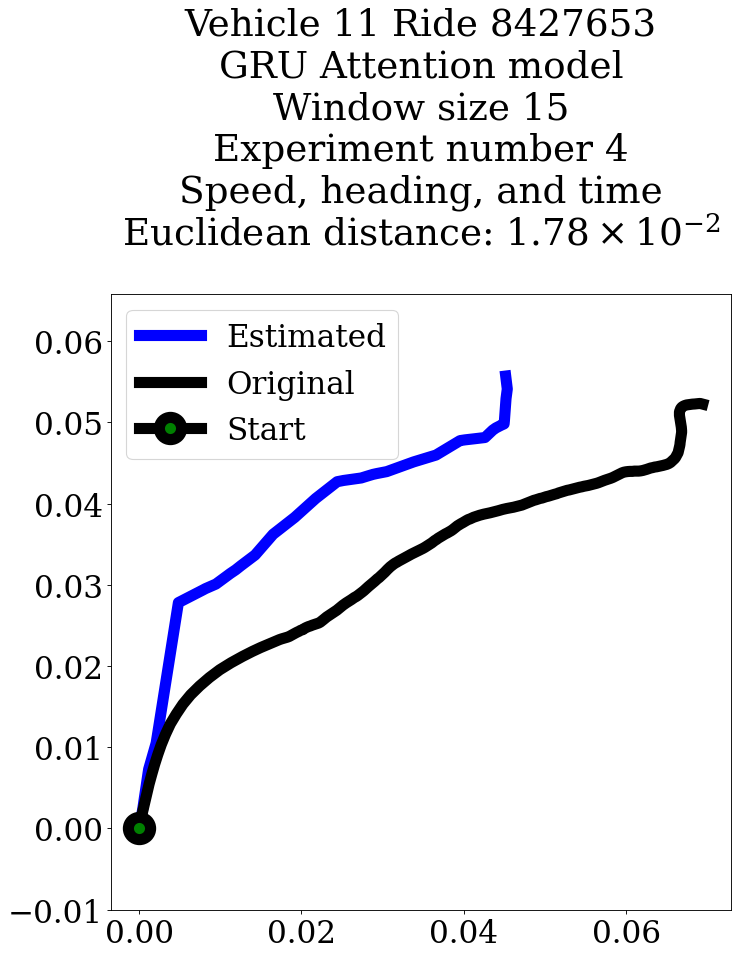 Vehicle 11 Ride 8427653
GRU Attention model
Window size 15
Experiment number 4
Speed, heading, and time
Euclidean distance: 1.78 × 10⁻²
Estimated
Original
Start
0.06
0.05
0.04
0.03
0.02
0.01
0.00
−0.01
0.00 0.02 0.04 0.06